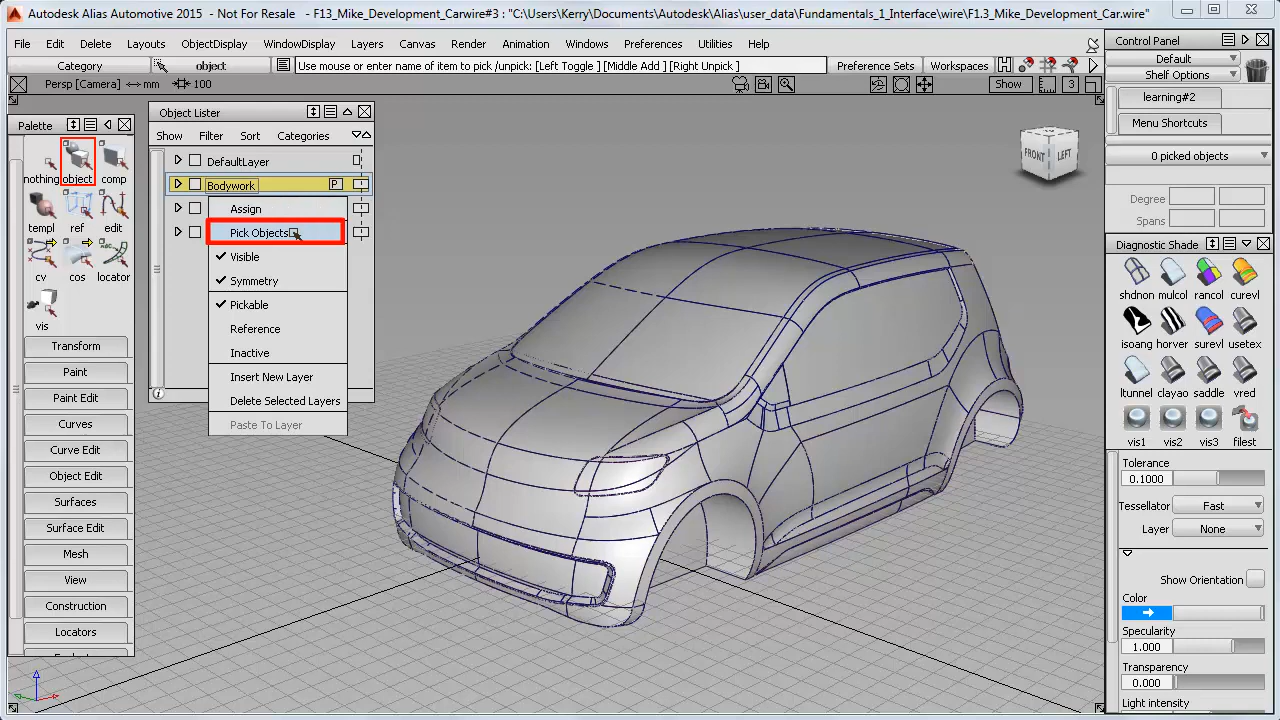 Autodesk Alias Automotive 2015 - Not For Resale - F13_Mike_Development_Carwire#3 : "C:\Users\Kerry\Documents\Autodesk\Alias\user_data\Fundamentals_1_Interface\wire\F1.3_Mike_Development_Car.wire"
File Edit Delete Layouts ObjectDisplay WindowDisplay Layers Canvas Render Animation Windows Preferences Utilities Help
Category object Use mouse or enter name of item to pick /unpick: [Left Toggle ] [Middle Add ] [Right Unpick ] Preference Sets Workspaces
Persp [Camera] mm 100 Show 3
Palette
nothing object comp
templ ref edit
cv cos locator
vis
Transform
Paint
Paint Edit
Curves
Curve Edit
Object Edit
Surfaces
Surface Edit
Mesh
View
Construction
Locators
Object Lister
Show Filter Sort Categories
DefaultLayer
Bodywork P
Assign
Pick Objects
Visible
Symmetry
Pickable
Reference
Inactive
Insert New Layer
Delete Selected Layers
Paste To Layer
FRONT LEFT
Control Panel
Default
Shelf Options
learning#2
Menu Shortcuts
0 picked objects
Degree
Spans
Diagnostic Shade
shdnon mulcol rancol curevl
isoang horver surevl usetex
ltunnel clayao saddle vred
vis1 vis2 vis3 filest
Tolerance
0.1000
Tessellator Fast
Layer None
Show Orientation
Color
Specularity
1.000
Transparency
0.000
Light intensity